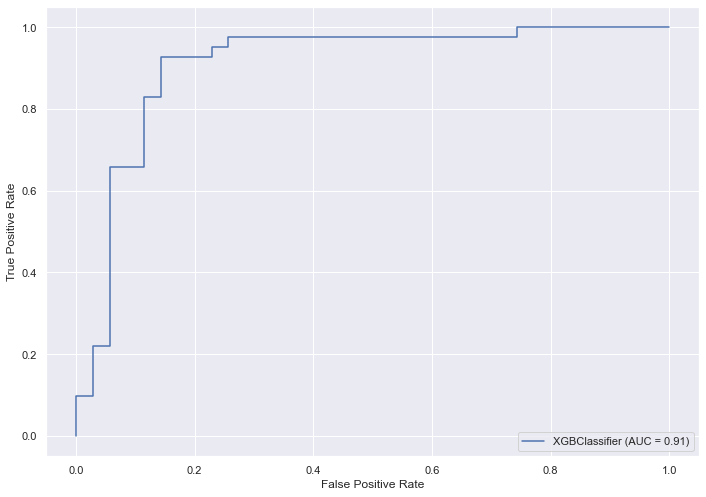 1.0
0.8
0.6
0.4
0.2
0.0
True Positive Rate
0.0 0.2 0.4 0.6 0.8 1.0
False Positive Rate
XGBClassifier (AUC = 0.91)